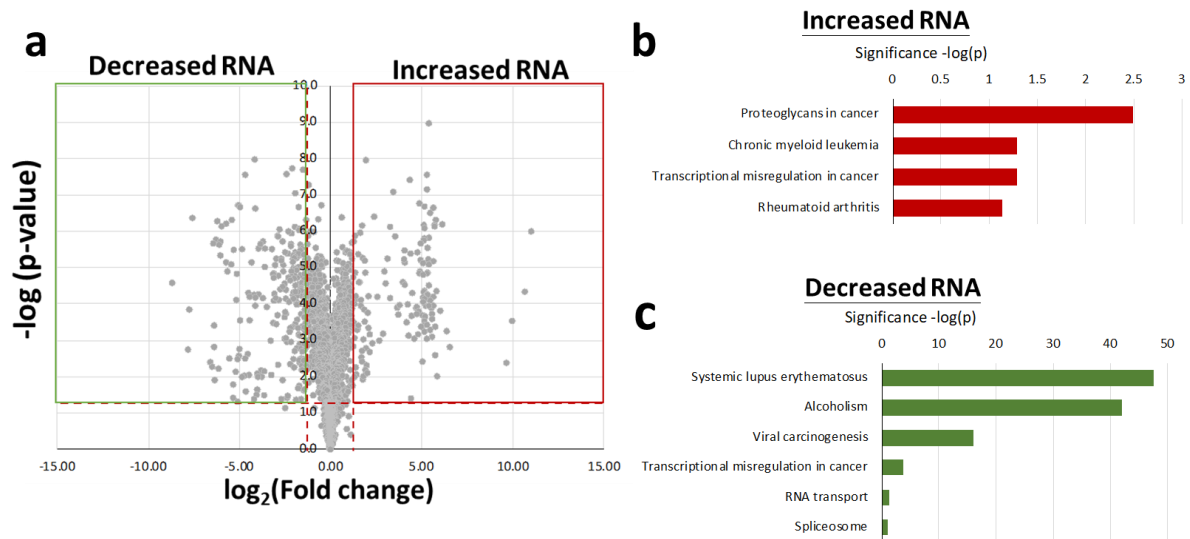 a
Decreased RNA
Increased RNA
-log (p-value)
10.0
9.0
8.0
7.0
6.0
5.0
4.0
3.0
2.0
1.0
0.0
-15.00 -10.00 -5.00 0.00 5.00 10.00 15.00
log2(Fold change)
b
Increased RNA
Significance -log(p)
0 0.5 1 1.5 2 2.5 3
Proteoglycans in cancer
Chronic myeloid leukemia
Transcriptional misregulation in cancer
Rheumatoid arthritis
c
Decreased RNA
Significance -log(p)
0 10 20 30 40 50
Systemic lupus erythematosus
Alcoholism
Viral carcinogenesis
Transcriptional misregulation in cancer
RNA transport
Spliceosome